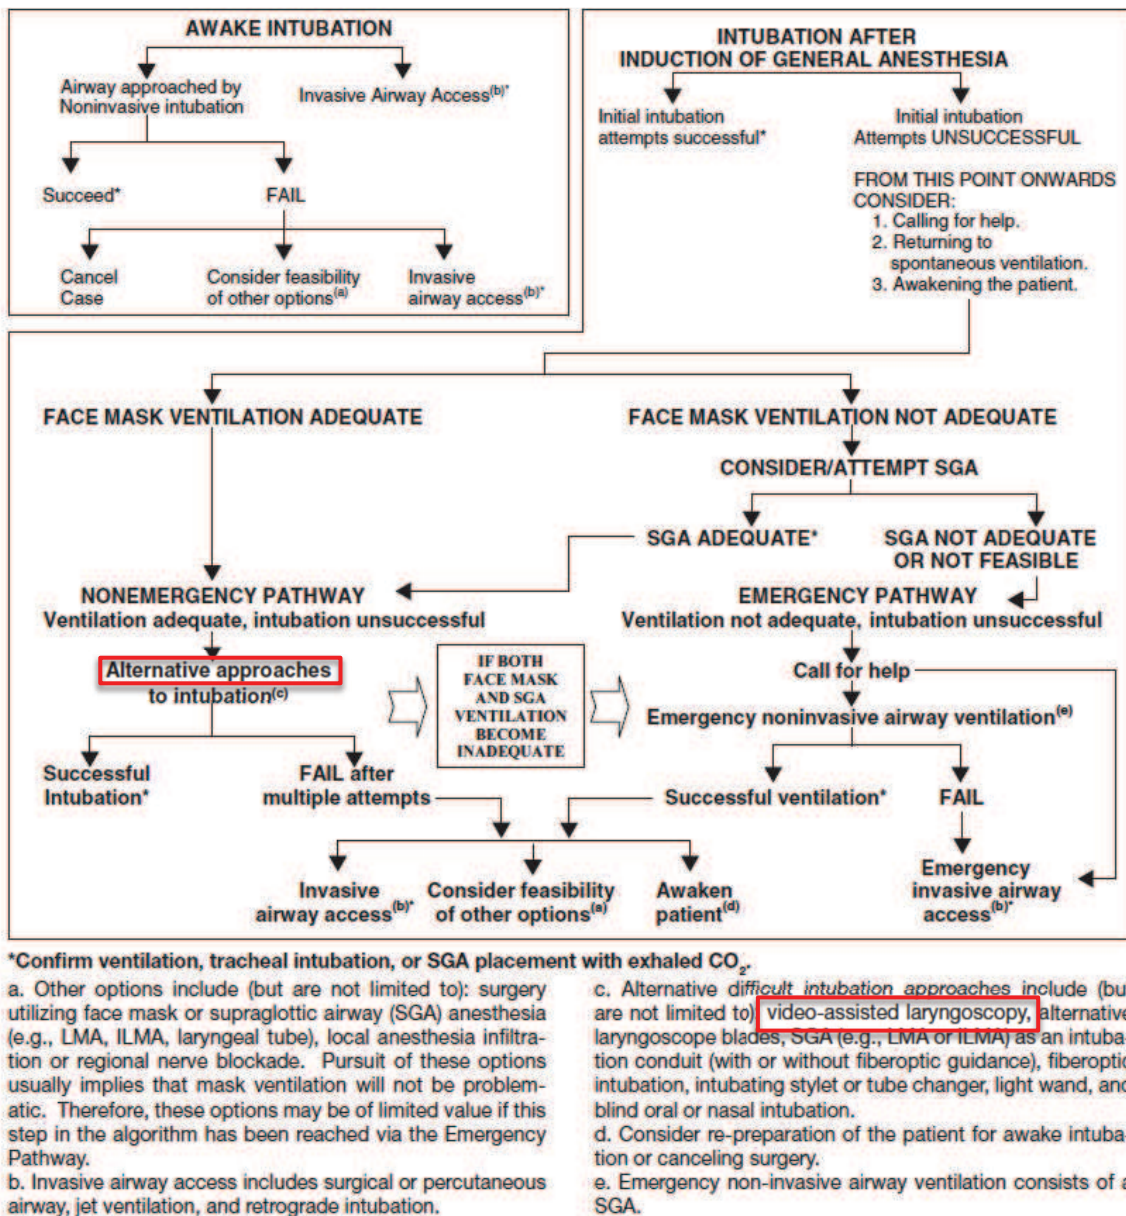 AWAKE INTUBATION
Airway approached by
Noninvasive intubation
Invasive Airway Access(b)*
Succeed*
FAIL
Cancel
Case
Consider feasibility
of other options(a)
Invasive
airway access(b)*
INTUBATION AFTER
INDUCTION OF GENERAL ANESTHESIA
Initial intubation
attempts successful*
Initial intubation
Attempts UNSUCCESSFUL
FROM THIS POINT ONWARDS
CONSIDER:
1. Calling for help.
2. Returning to
spontaneous ventilation.
3. Awakening the patient.
FACE MASK VENTILATION ADEQUATE
FACE MASK VENTILATION NOT ADEQUATE
CONSIDER/ATTEMPT SGA
SGA ADEQUATE*
SGA NOT ADEQUATE
OR NOT FEASIBLE
NONEMERGENCY PATHWAY
Ventilation adequate, intubation unsuccessful
EMERGENCY PATHWAY
Ventilation not adequate, intubation unsuccessful
Alternative approaches
to intubation(c)
IF BOTH
FACE MASK
AND SGA
VENTILATION
BECOME
INADEQUATE
Call for help
Emergency noninvasive airway ventilation(e)
Successful
Intubation*
FAIL after
multiple attempts
Successful ventilation*
FAIL
Invasive
airway access(b)*
Consider feasibility
of other options(a)
Awaken
patient(d)
Emergency
invasive airway
access(b)*
*Confirm ventilation, tracheal intubation, or SGA placement with exhaled CO2.
a. Other options include (but are not limited to): surgery
utilizing face mask or supraglottic airway (SGA) anesthesia
(e.g., LMA, ILMA, laryngeal tube), local anesthesia infiltra-
tion or regional nerve blockade. Pursuit of these options
usually implies that mask ventilation will not be problem-
atic. Therefore, these options may be of limited value if this
step in the algorithm has been reached via the Emergency
Pathway.
b. Invasive airway access includes surgical or percutaneous
airway, jet ventilation, and retrograde intubation.
c. Alternative difficult intubation approaches include (but
are not limited to) video-assisted laryngoscopy, alternative
laryngoscope blades, SGA (e.g., LMA or ILMA) as an intuba-
tion conduit (with or without fiberoptic guidance), fiberoptic
intubation, intubating stylet or tube changer, light wand, and
blind oral or nasal intubation.
d. Consider re-preparation of the patient for awake intuba-
tion or canceling surgery.
e. Emergency non-invasive airway ventilation consists of a
SGA.